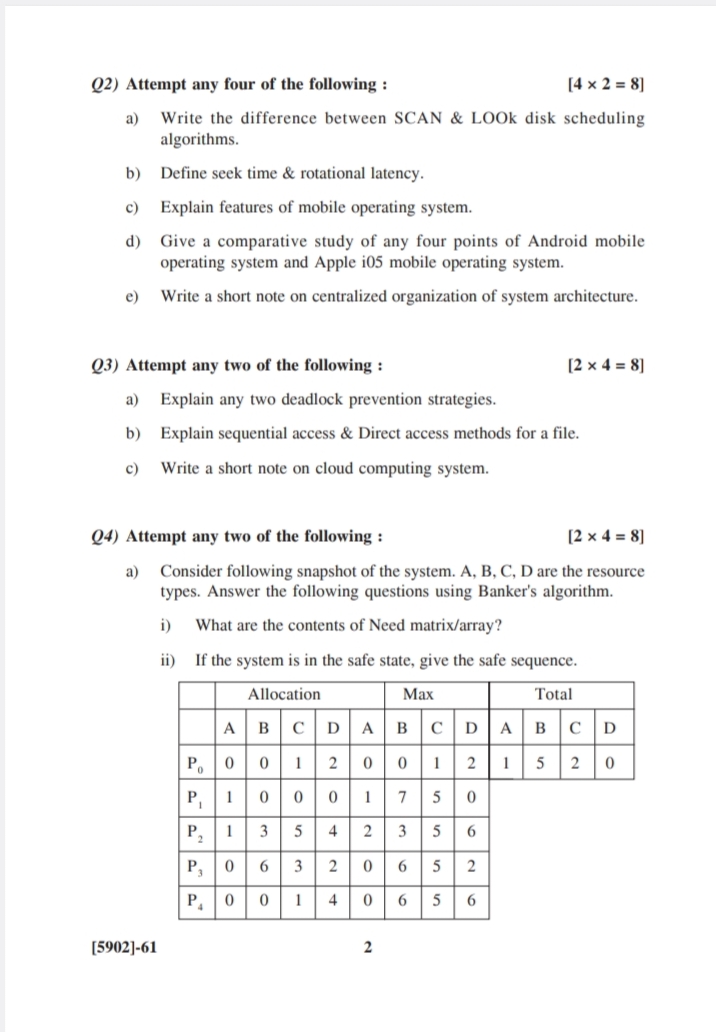 Q2) Attempt any four of the following : [4 × 2 = 8]
a) Write the difference between SCAN & LOOk disk scheduling
algorithms.
b) Define seek time & rotational latency.
c) Explain features of mobile operating system.
d) Give a comparative study of any four points of Android mobile
operating system and Apple i05 mobile operating system.
e) Write a short note on centralized organization of system architecture.
Q3) Attempt any two of the following : [2 × 4 = 8]
a) Explain any two deadlock prevention strategies.
b) Explain sequential access & Direct access methods for a file.
c) Write a short note on cloud computing system.
Q4) Attempt any two of the following : [2 × 4 = 8]
a) Consider following snapshot of the system. A, B, C, D are the resource
types. Answer the following questions using Banker's algorithm.
i) What are the contents of Need matrix/array?
ii) If the system is in the safe state, give the safe sequence.
Allocation Max Total
A B C D A B C D A B C D
P0 0 0 1 2 0 0 1 2 1 5 2 0
P1 1 0 0 0 1 7 5 0
P2 1 3 5 4 2 3 5 6
P3 0 6 3 2 0 6 5 2
P4 0 0 1 4 0 6 5 6
[5902]-61 2